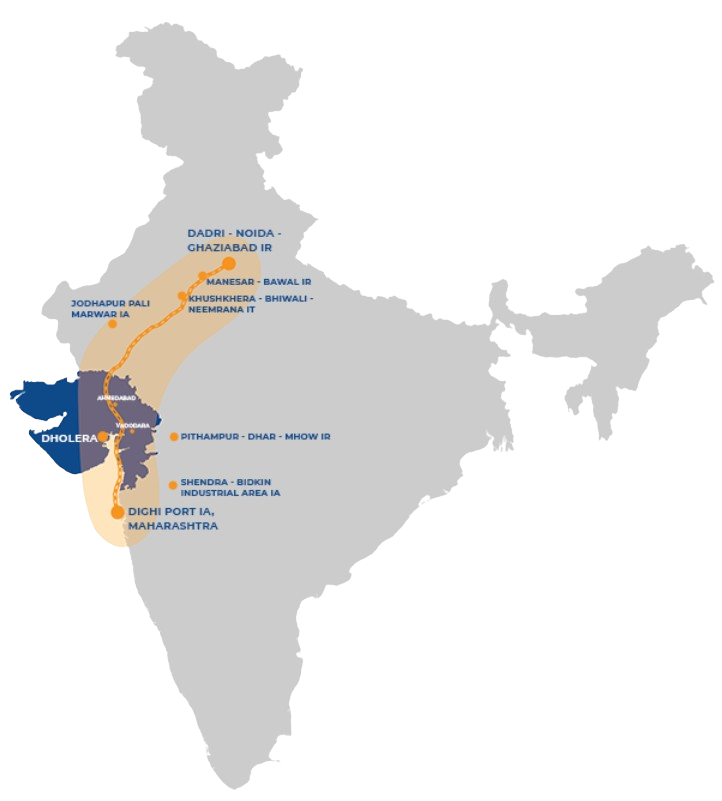 DADRI - NOIDA -
GHAZIABAD IR
MANESAR - BAWAL IR
KHUSHKHERA - BHIWALI -
NEEMRANA IT
JODHAPUR PALI
MARWAR IA
AHMEDABAD
VADODARA
DHOLERA
PITHAMPUR - DHAR - MHOW IR
SHENDRA - BIDKIN
INDUSTRIAL AREA IA
DIGHI PORT IA,
MAHARASHTRA